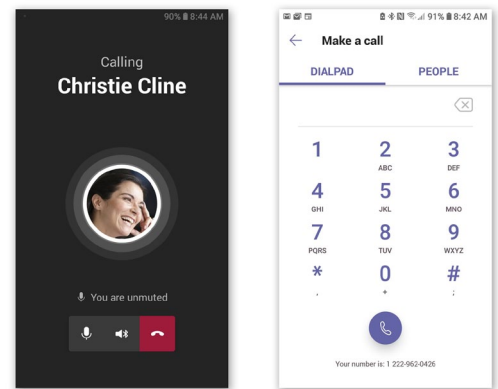 90% 8:44 AM
Calling
Christie Cline
You are unmuted
91% 8:42 AM
Make a call
DIALPAD PEOPLE
1 2 3
ABC DEF
4 5 6
GHI JKL MNO
7 8 9
PQRS TUV WXYZ
* 0 #
, + ;
Your number is: 1 222-962-0426